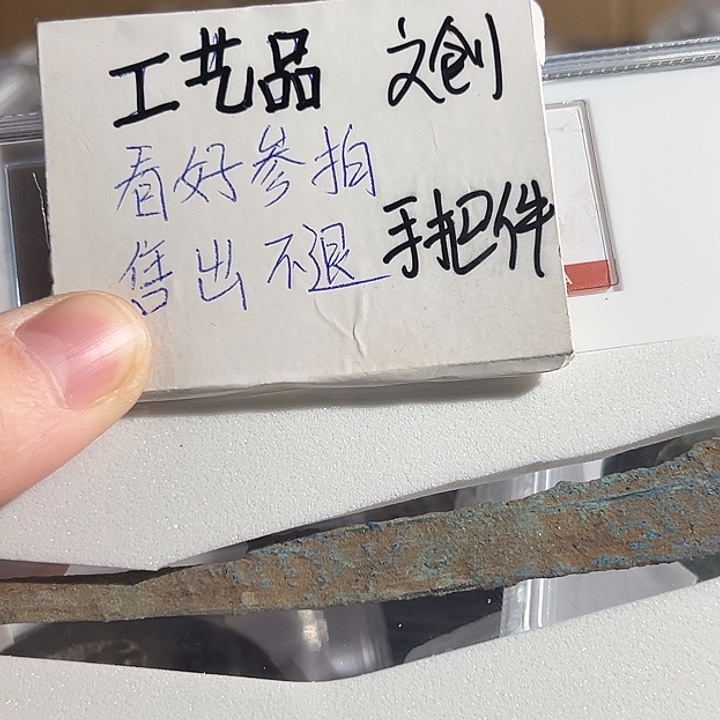 工艺品 文创
看好参拍
售出不退 手把件
A